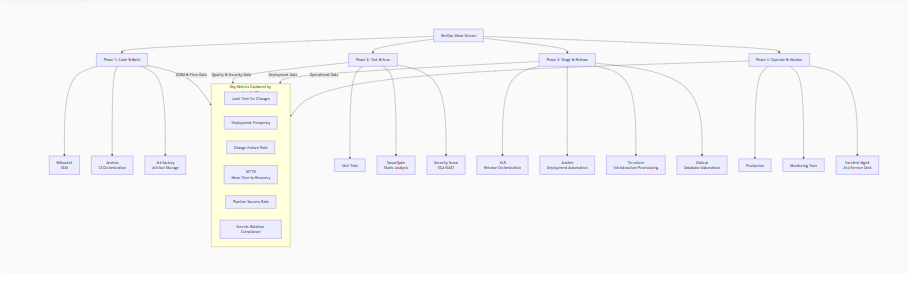 DevOps Value Stream
Phase 1: Code & Build
Phase 2: Test & Scan
Phase 3: Stage & Release
Phase 4: Operate & Monitor
DORA & Flow Data
Quality & Security Data
Deployment Data
Operational Data
Key Metrics Captured by
Lead Time for Changes
Deployment Frequency
Change Failure Rate
MTTR
Mean Time to Recovery
Pipeline Success Rate
Security Violation
Compliance
Bitbucket
SCM
Jenkins
CI Orchestration
Artifactory
Artifact Storage
Unit Tests
SonarQube
Static Analysis
Security Scans
SCA/SAST
Release Orchestration
Ansible
Deployment Automation
Terraform
Infrastructure Provisioning
Datical
Database Automation
Production
Monitoring Tools
Incident Mgmt
Jira Service Desk